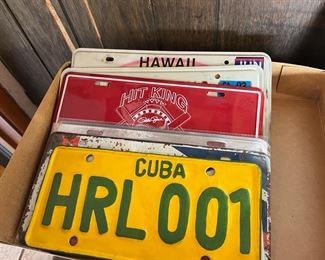 HAWAII
HIT KING
CUBA
HRL 001